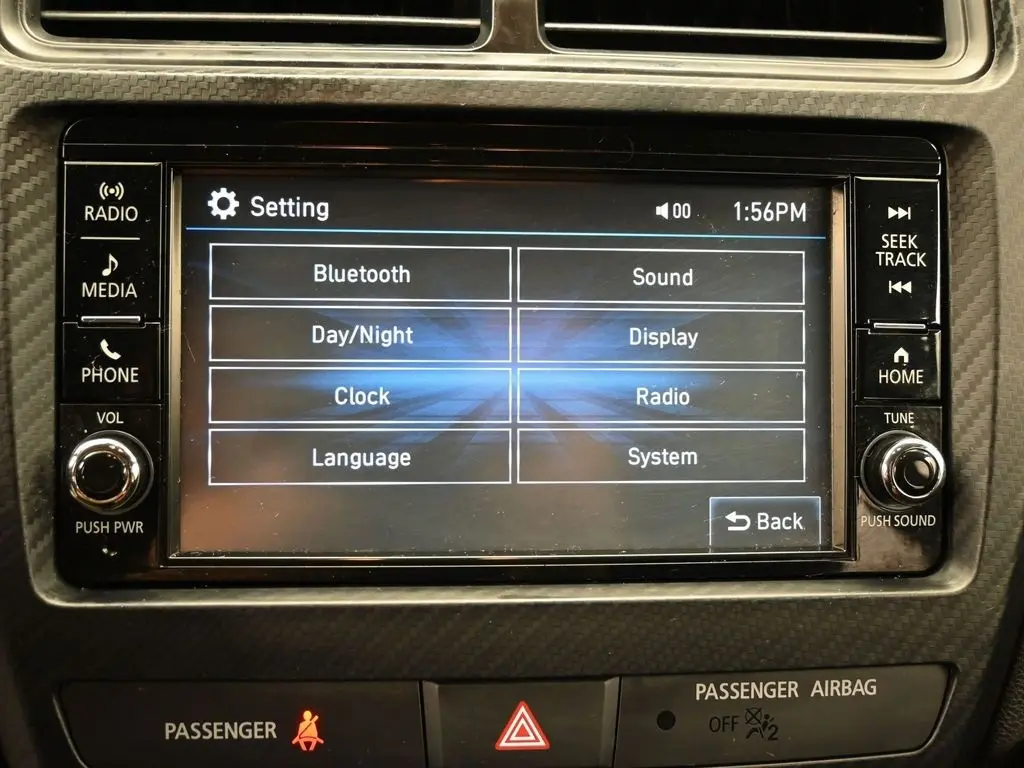 RADIO
MEDIA
PHONE
VOL
PUSH PWR
Setting
00
1:56PM
Bluetooth
Sound
Day/Night
Display
Clock
Radio
Language
System
Back
SEEK
TRACK
HOME
TUNE
PUSH SOUND
PASSENGER
PASSENGER AIRBAG
OFF
2